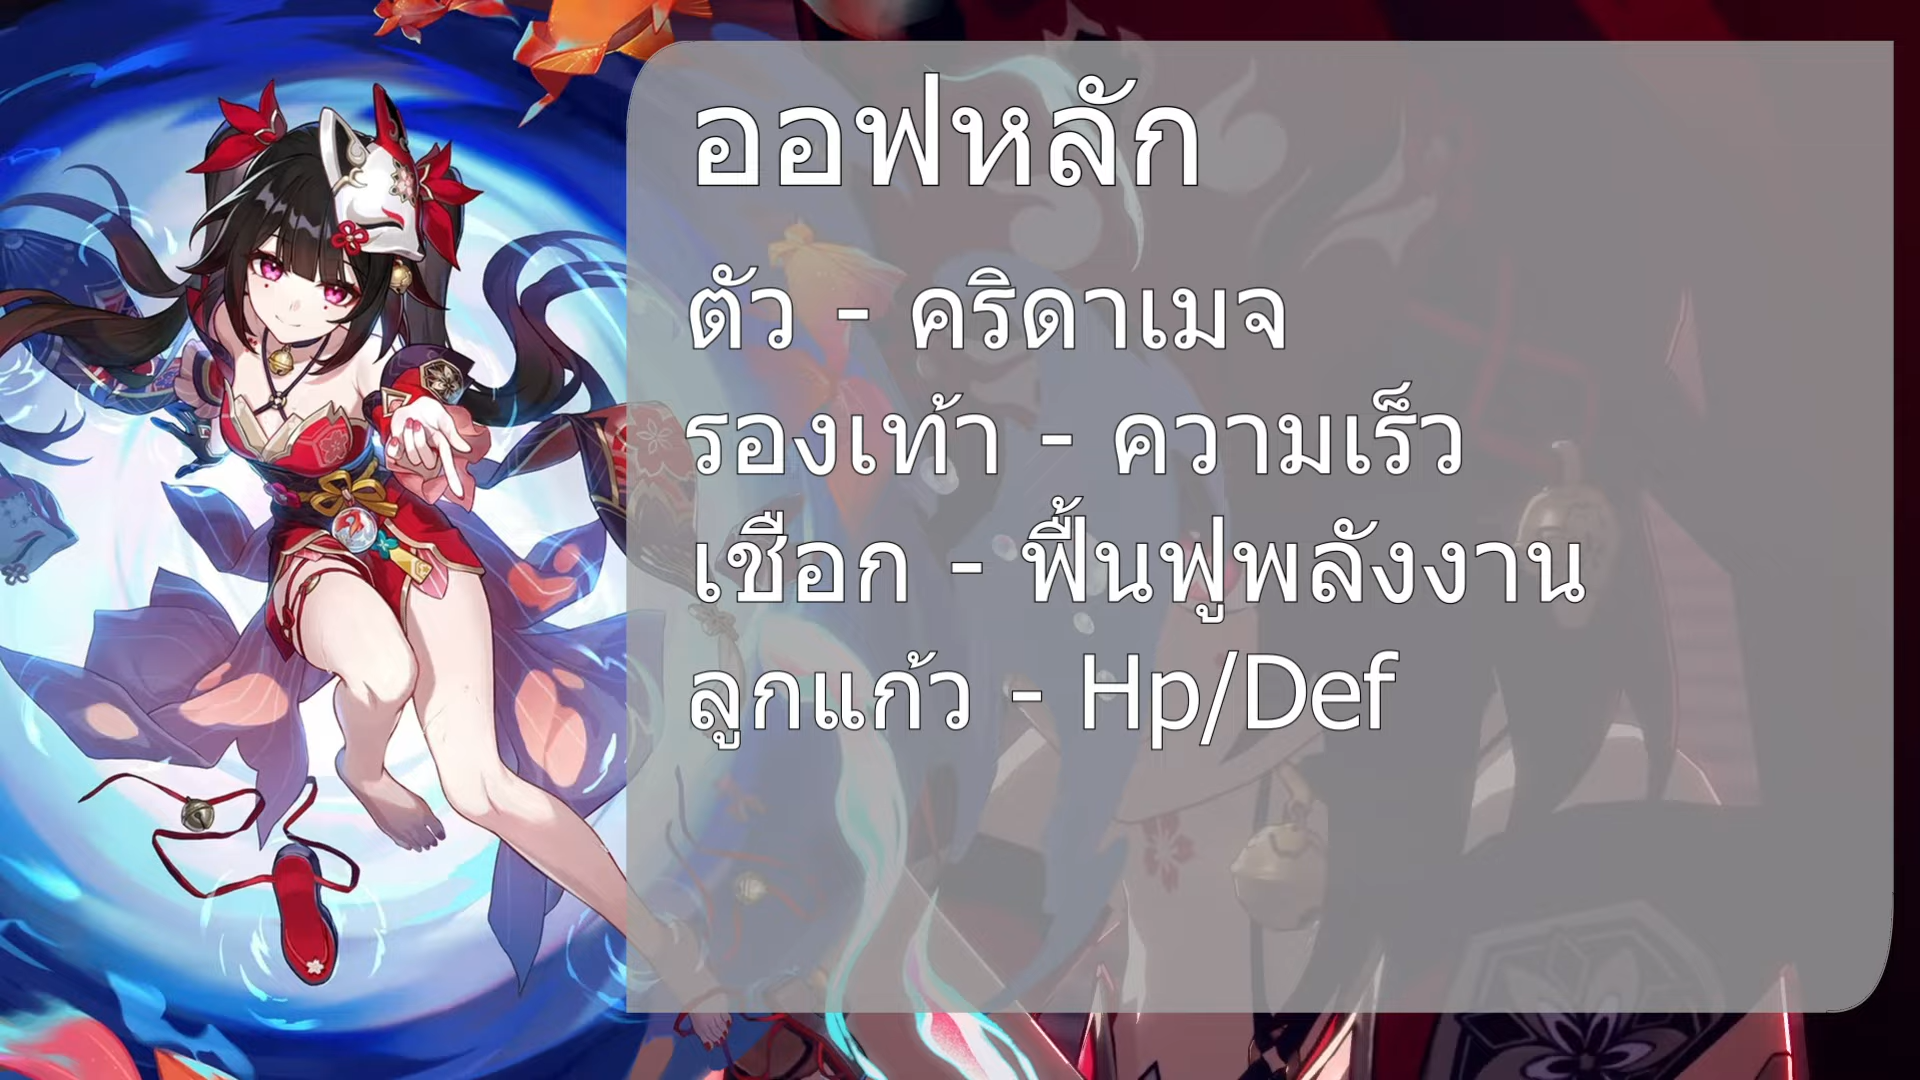 ออฟหลัก
ตัว - คริดาเมจ
รองเท้า - ความเร็ว
เชือก - ฟื้นฟูพลังงาน
ลูกแก้ว - Hp/Def